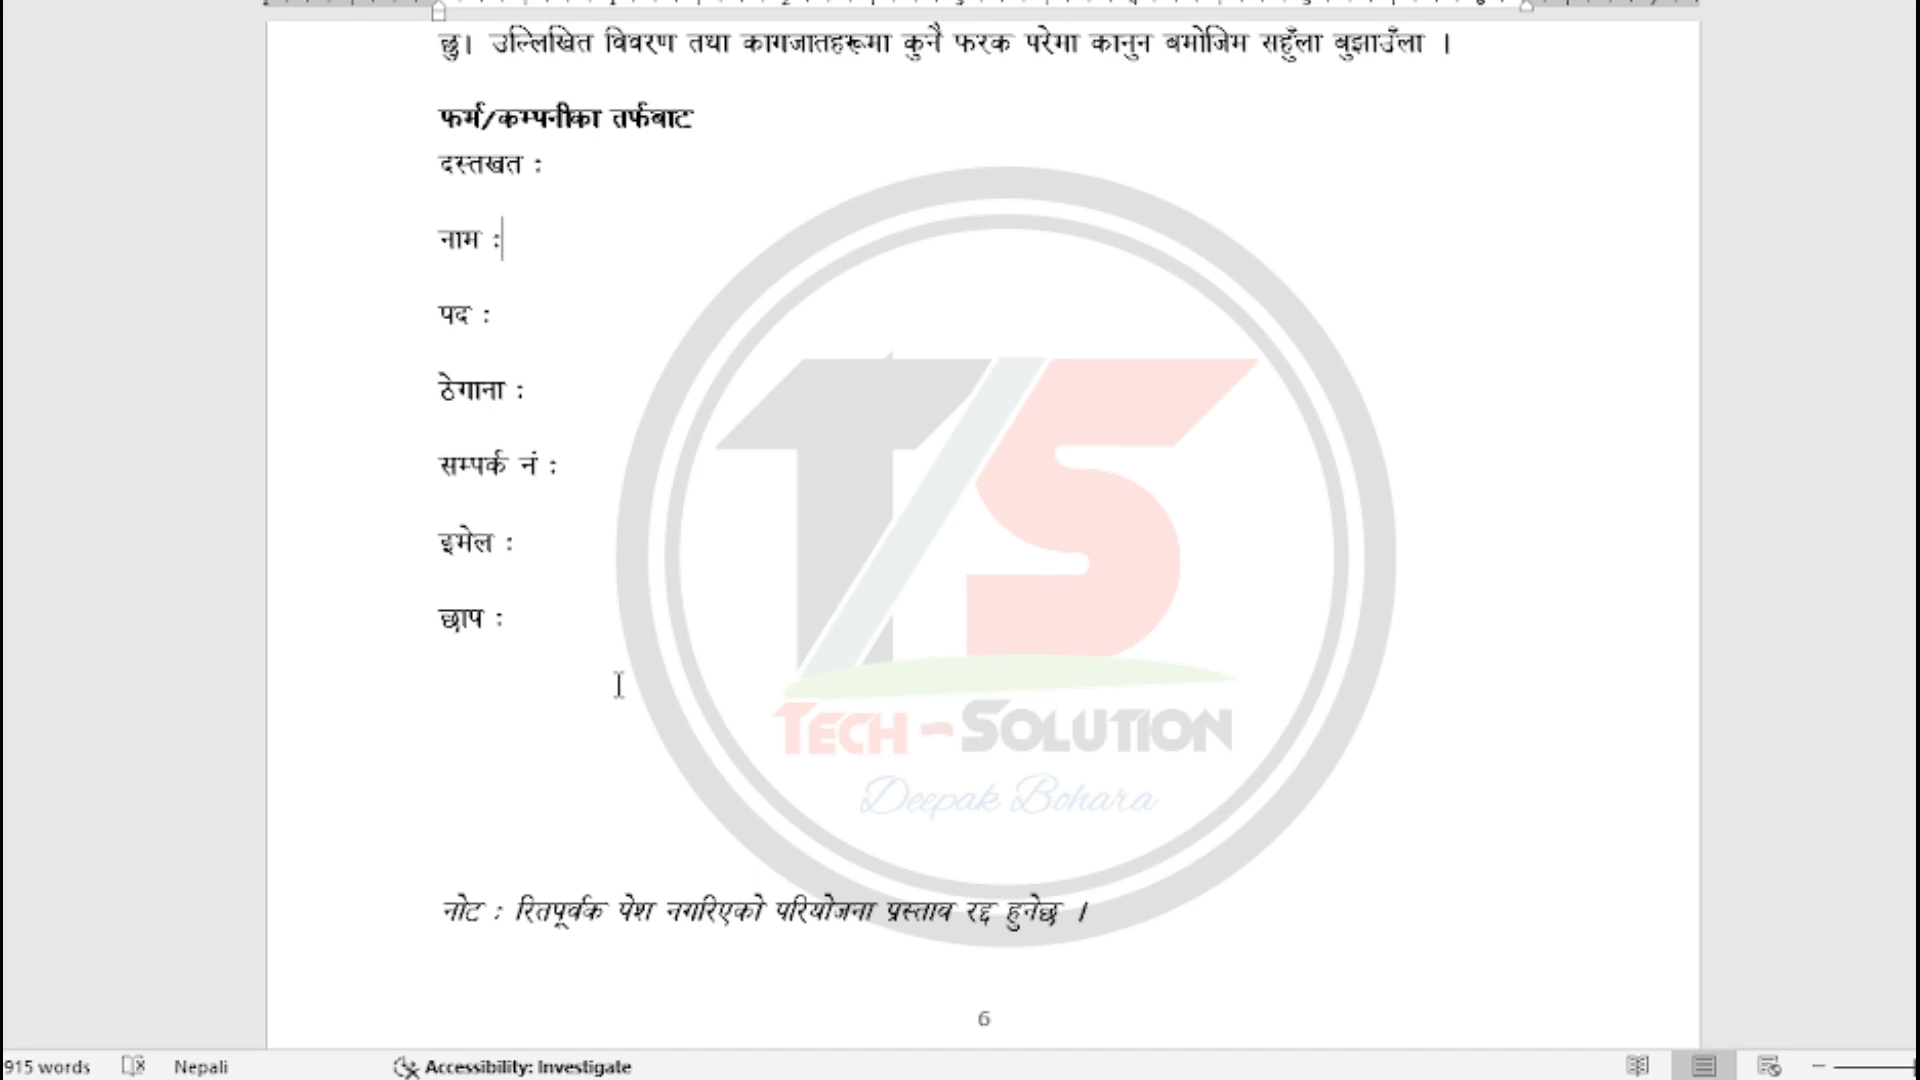 छु। उल्लिखित विवरण तथा कागजातहरूमा कुनै फरक परेमा कानुन बमोजिम सहुँला बुझाउँला ।
फर्म/कम्पनीका तर्फबाट
दस्तखत :
नाम :
पद :
ठेगाना :
सम्पर्क नं :
इमेल :
छाप :
TECH-SOLUTION
Deepak Bohara
नोट : रितपूर्वक पेश नगरिएको परियोजना प्रस्ताव रद्द हुनेछ ।
6
915 words Nepali Accessibility: Investigate